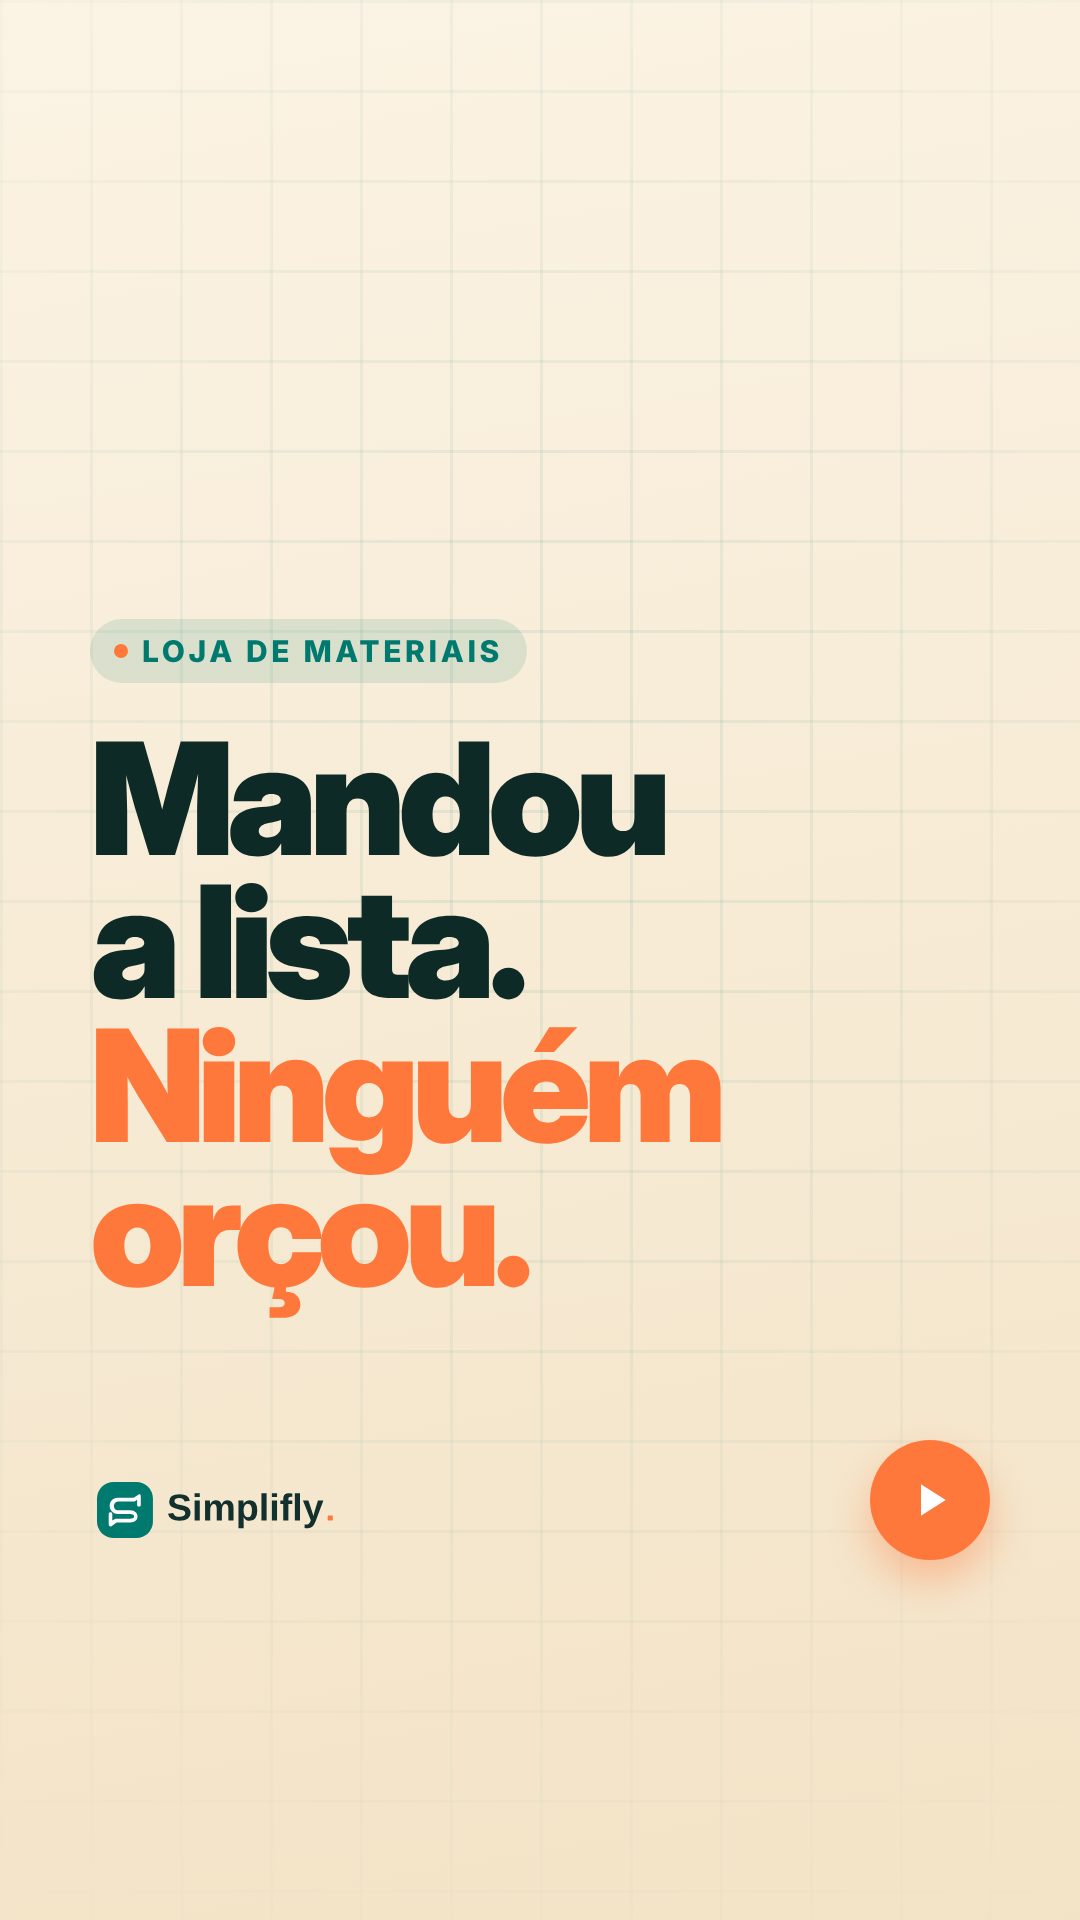 LOJA DE MATERIAIS
Mandou
a lista.
Ninguém
orçou.
Simplifly.